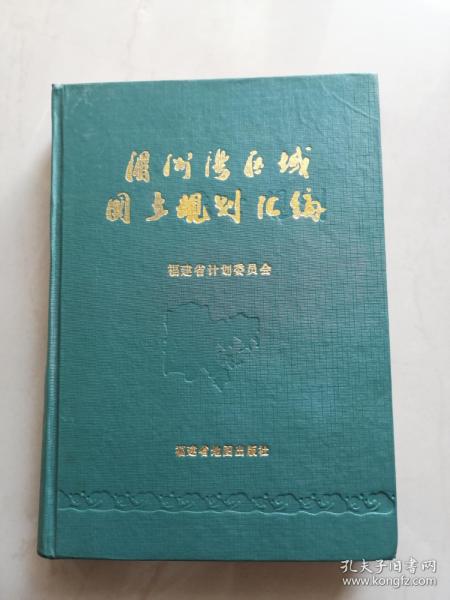 湄洲湾区域
国土规划汇编
福建省计划委员会
福建省地图出版社
孔夫子旧书网
www.kongfz.com